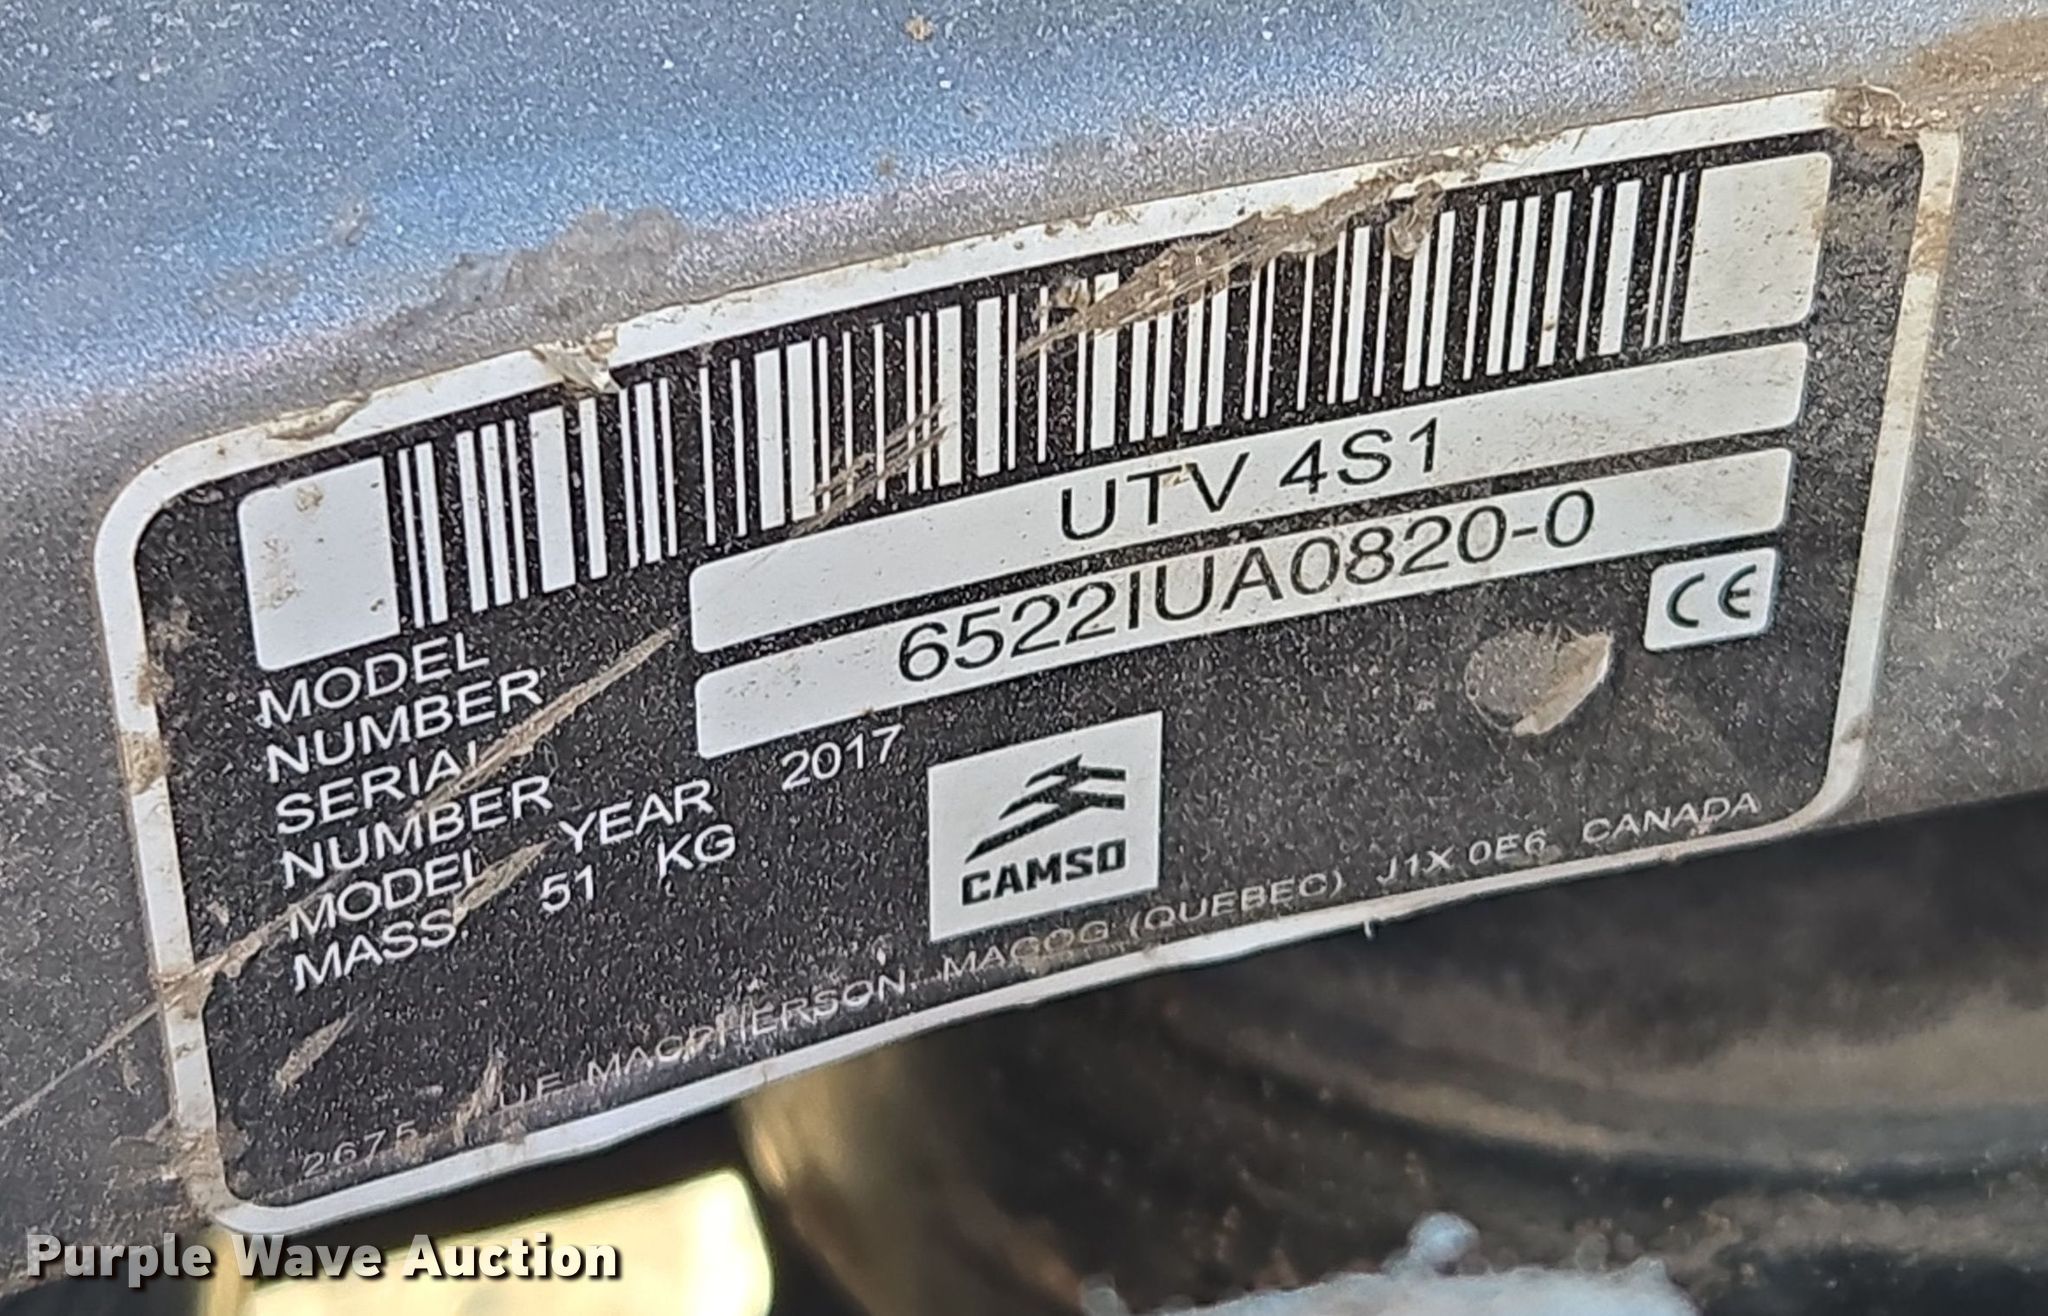 UTV 4S1
6522IUA0820-0
MODEL
NUMBER
SERIAL
NUMBER
MODEL YEAR 2017
MASS: 51 KG
CE
CAMSO
2675 MACPHERSON, MAGOG (QUEBEC) J1X 0E6 CANADA
Purple Wave Auction